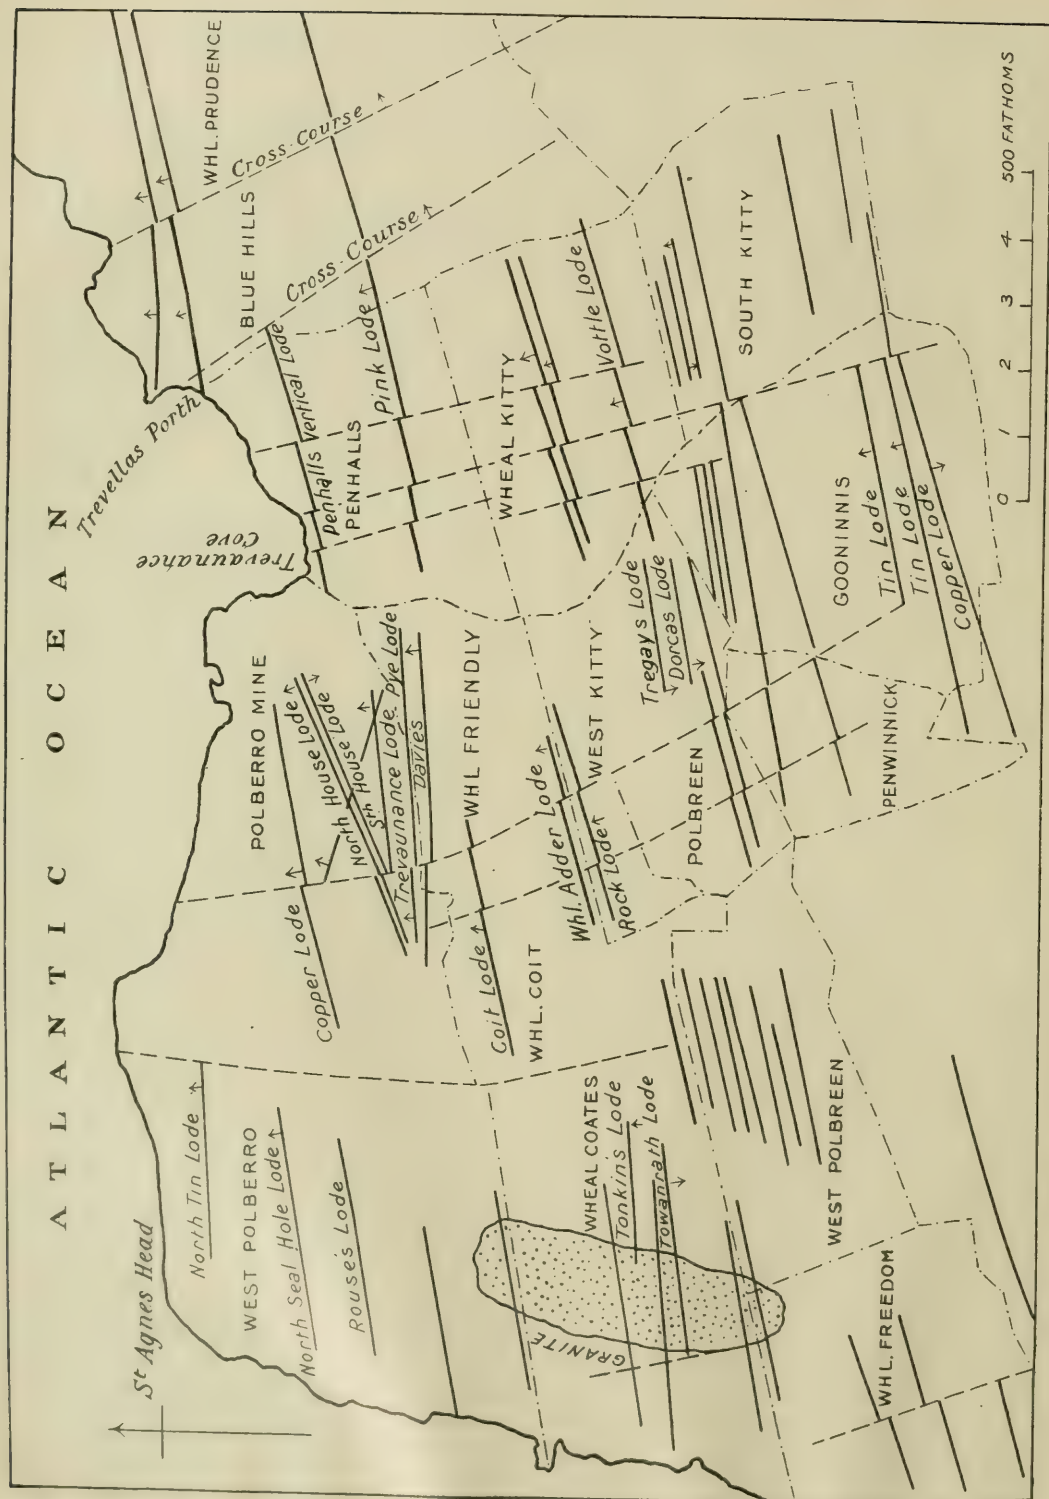 ATLANTIC OCEAN
St Agnes Head
Trevaunance
Cove
Trevellas Porth
WHL. PRUDENCE
Cross-Course
BLUE HILLS
Cross-Course
North Tin Lode
WEST POLBERRO
North Seal Hole Lode
Rouse's Lode
POLBERRO MINE
Copper Lode
North House Lode
North House Lode
Sth House Lode
Trevaunance Lode
Pye Lode
Davies
Penhalls Vertical Lode
PENHALLS
Pink Lode
WHL FRIENDLY
Coit Lode
WHL. COIT
WHEAL KITTY
Vottle Lode
Whl. Adder Lode
WEST KITTY
Rock Lode
Tregay's Lode
Dorcas Lode
GRANITE
WHEAL COATES
Tonkins Lode
Towanrath Lode
POLBREEN
SOUTH KITTY
WEST POLBREEN
WHL. FREEDOM
PENWINNICK
GOONINNIS
Tin Lode
Tin Lode
Copper Lode
0 1 2 3 4 500 FATHOMS